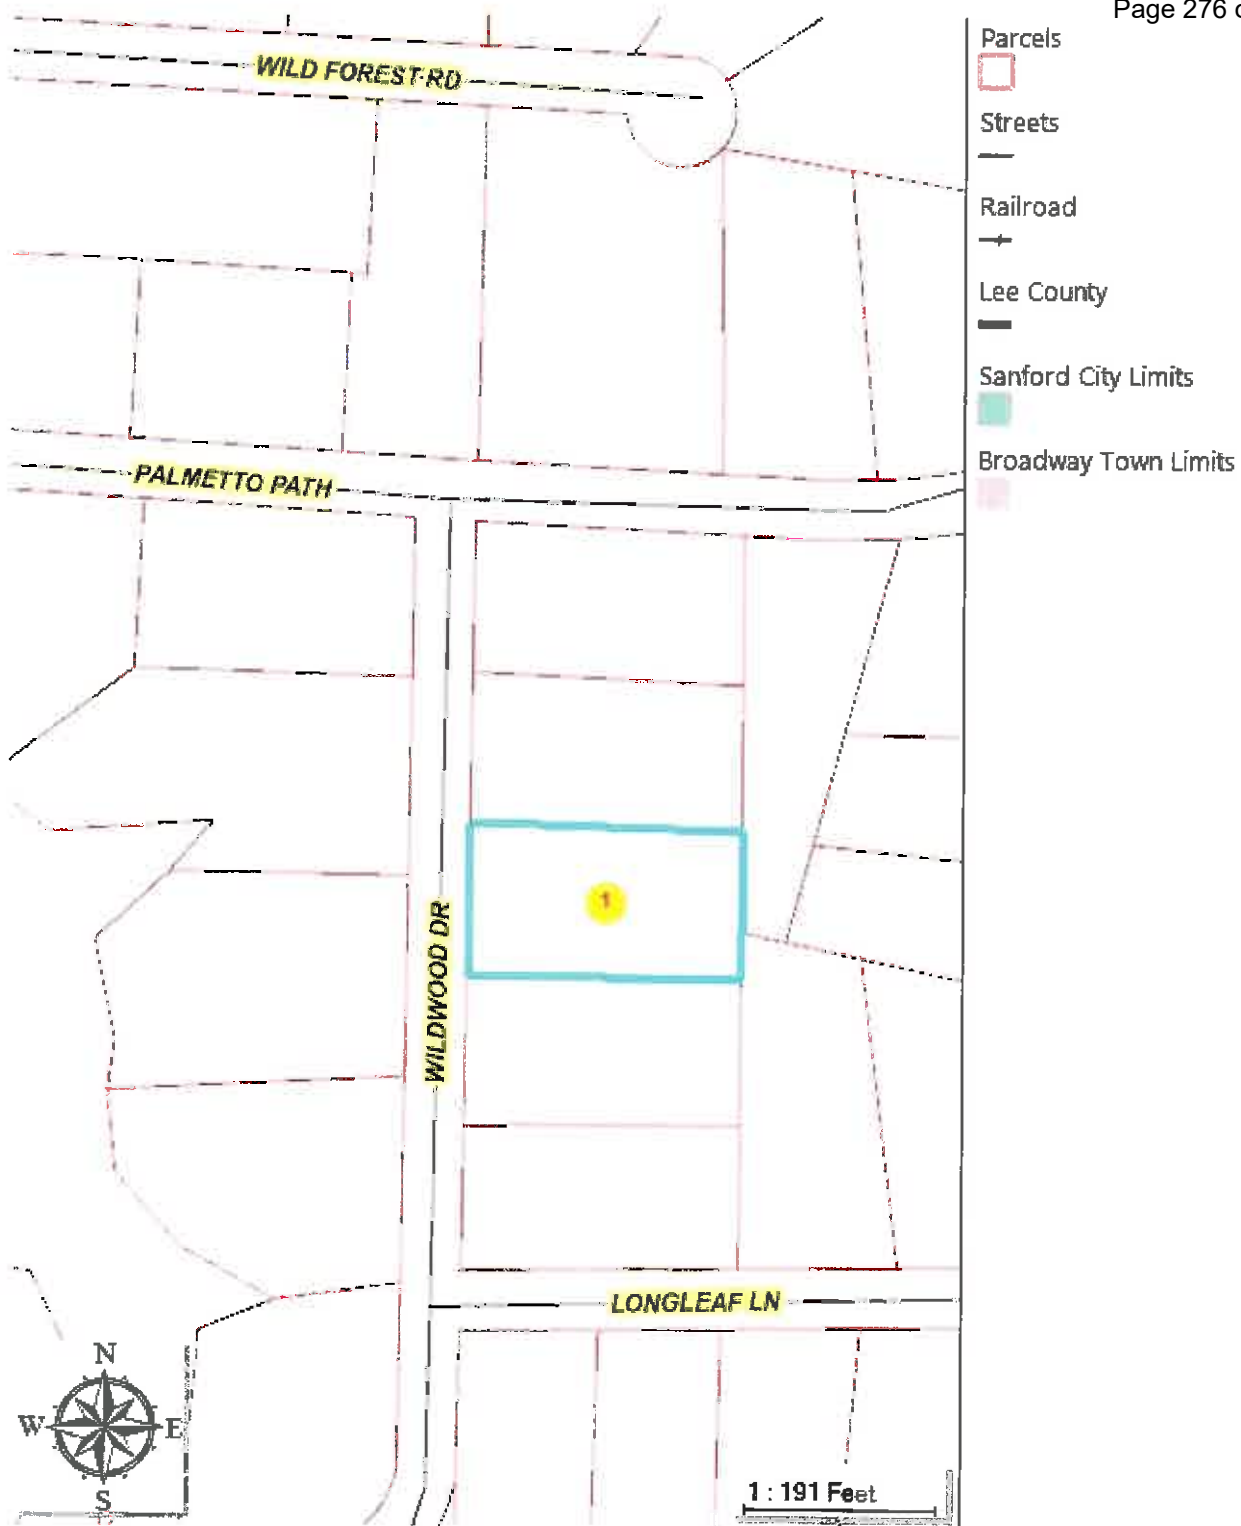 Page 276 o
Parcels
Streets
Railroad
Lee County
Sanford City Limits
Broadway Town Limits
WILD FOREST RD
PALMETTO PATH
WILDWOOD DR
1
LONGLEAF LN
N
W E
S
1 : 191 Feet